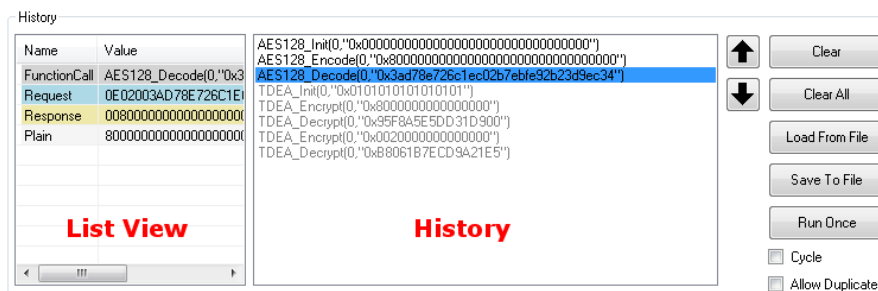 History
Name Value
FunctionCall AES128_Decode(0,"0x3
Request 0E02003AD78E726C1E
Response 008000000000000000
Plain 800000000000000000
List View
AES128_Init(0,"0x00000000000000000000000000000000")
AES128_Encode(0,"0x80000000000000000000000000000000")
AES128_Decode(0,"0x3ad78e726c1ec02b7ebfe92b23d9ec34")
TDEA_Init(0,"0x0101010101010101")
TDEA_Encrypt(0,"0x8000000000000000")
TDEA_Decrypt(0,"0x95F8A5E5DD31D900")
TDEA_Encrypt(0,"0x0020000000000000")
TDEA_Decrypt(0,"0xB8061B7ECD9A21E5")
History
Clear
Clear All
Load From File
Save To File
Run Once
Cycle
Allow Duplicate